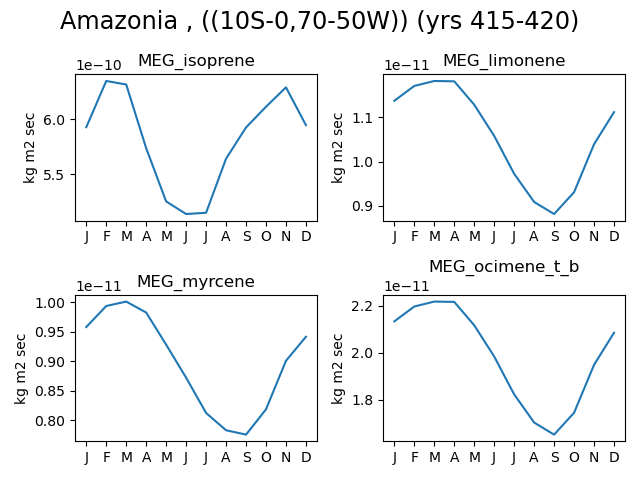 Amazonia , ((10S-0,70-50W)) (yrs 415-420)
MEG_isoprene
1e−10
kg m2 sec
6.0
5.5
J F M A M J J A S O N D
MEG_limonene
1e−11
kg m2 sec
1.1
1.0
0.9
J F M A M J J A S O N D
MEG_myrcene
1e−11
kg m2 sec
1.00
0.95
0.90
0.85
0.80
J F M A M J J A S O N D
MEG_ocimene_t_b
1e−11
kg m2 sec
2.2
2.0
1.8
J F M A M J J A S O N D